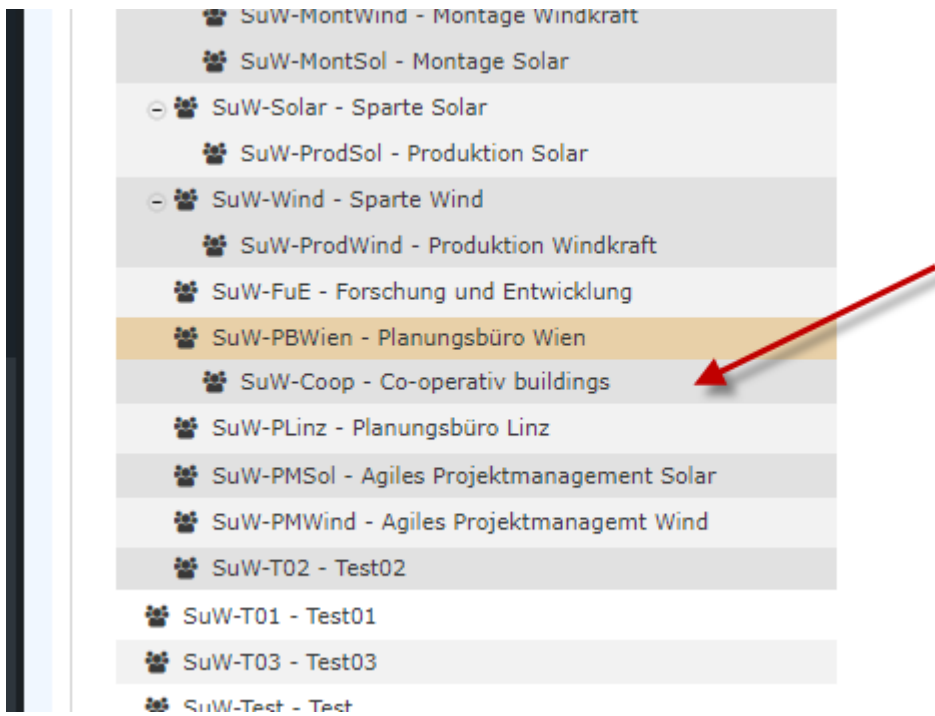 SuW-MontWind - Montage Windkraft
SuW-MontSol - Montage Solar
SuW-Solar - Sparte Solar
SuW-ProdSol - Produktion Solar
SuW-Wind - Sparte Wind
SuW-ProdWind - Produktion Windkraft
SuW-FuE - Forschung und Entwicklung
SuW-PBWien - Planungsbüro Wien
SuW-Coop - Co-operativ buildings
SuW-PLinz - Planungsbüro Linz
SuW-PMSol - Agiles Projektmanagement Solar
SuW-PMWind - Agiles Projektmanagemt Wind
SuW-T02 - Test02
SuW-T01 - Test01
SuW-T03 - Test03
SuW-Test - Test